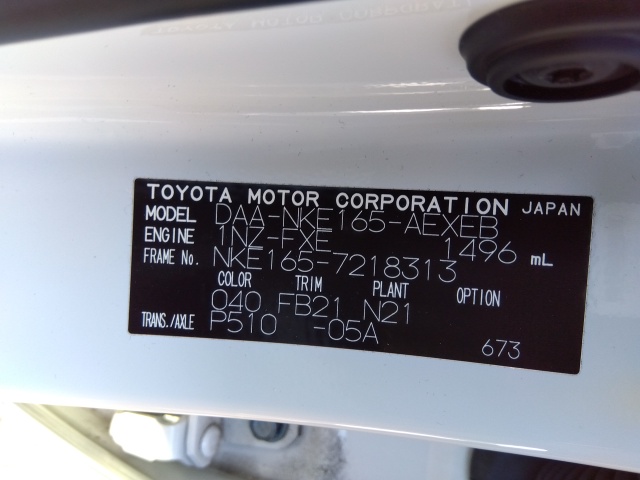 TOYOTA MOTOR CORPORATION JAPAN
MODEL DAA-NKE165-AEXEB
ENGINE 1NZ-FXE 1496 mL
FRAME No. NKE165-7218313
COLOR TRIM PLANT OPTION
040 FB21 N21
TRANS./AXLE P510 -05A
673